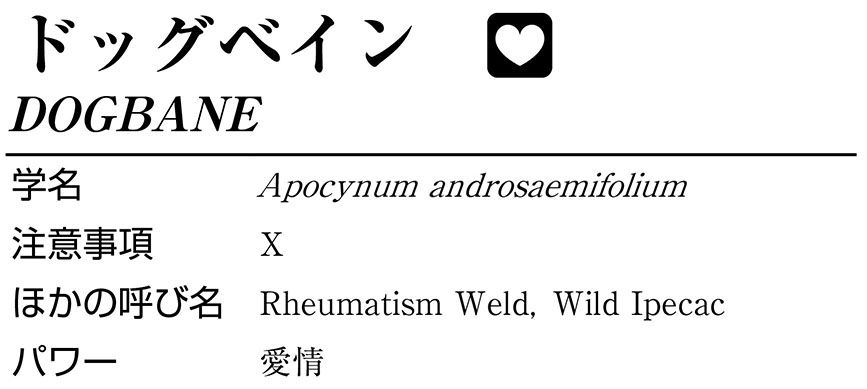 ドッグベイン
DOGBANE
学名 Apocynum androsaemifolium
注意事項 X
ほかの呼び名 Rheumatism Weld, Wild Ipecac
パワー 愛情